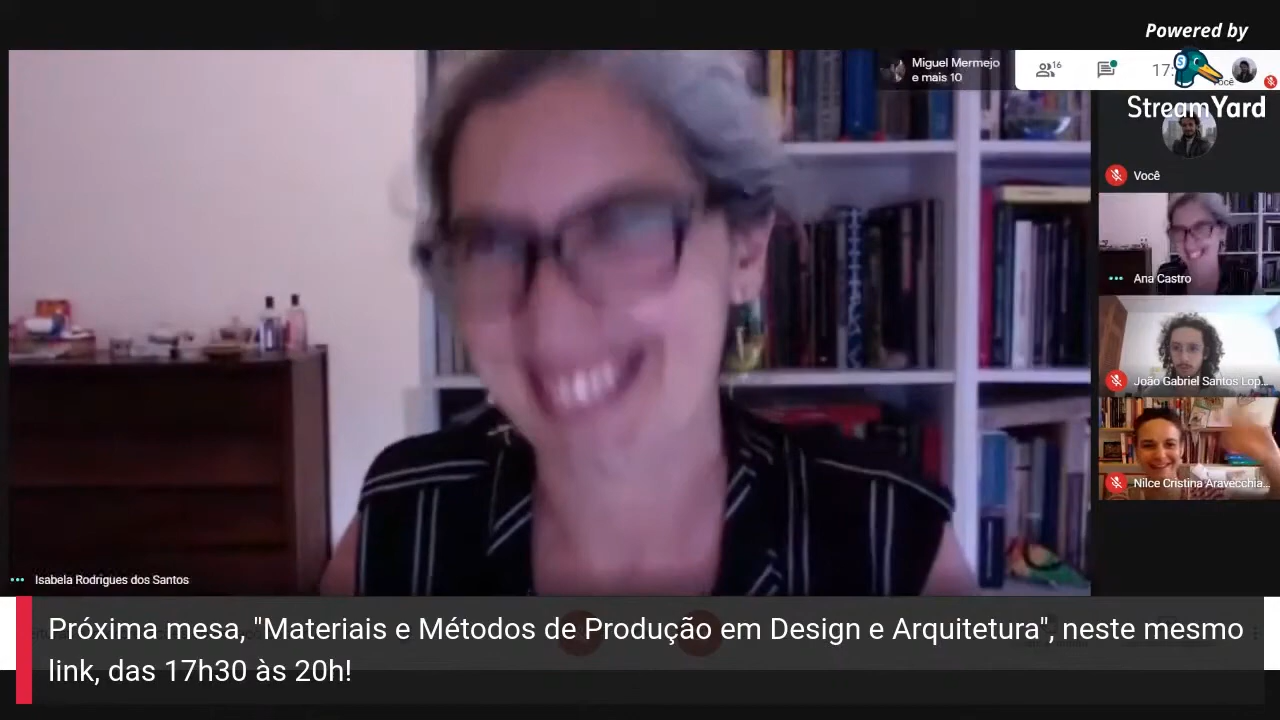 Powered by
Miguel Mermejo
e mais 10
16
17:
Você
StreamYard
Você
Ana Castro
João Gabriel Santos Lop...
Nilce Cristina Aravecchia...
Isabela Rodrigues dos Santos
Próxima mesa, "Materiais e Métodos de Produção em Design e Arquitetura", neste mesmo
link, das 17h30 às 20h!